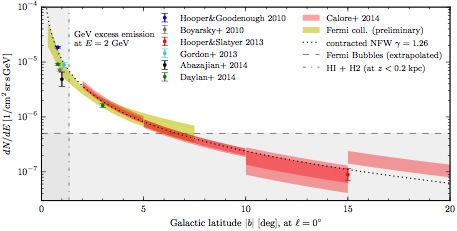 10⁻⁴
10⁻⁵
10⁻⁶
10⁻⁷
dN/dE [1/cm² sr s GeV]
GeV excess emission
at E = 2 GeV
Hooper&Goodenough 2010
Boyarsky+ 2010
Hooper&Slatyer 2013
Gordon+ 2013
Abazajian+ 2014
Daylan+ 2014
Calore+ 2014
Fermi coll. (preliminary)
contracted NFW γ = 1.26
Fermi Bubbles (extrapolated)
HI + H2 (at z < 0.2 kpc)
0 5 10 15 20
Galactic latitude |b| [deg], at ℓ = 0°